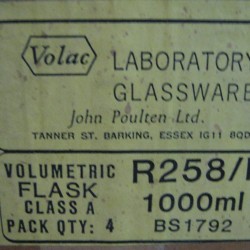 Volac
LABORATORY
GLASSWARE
John Poulten Ltd.
TANNER ST. BARKING, ESSEX IG11 8QD
VOLUMETRIC
FLASK
CLASS A
PACK QTY: 4
R258/
1000ml
BS1792